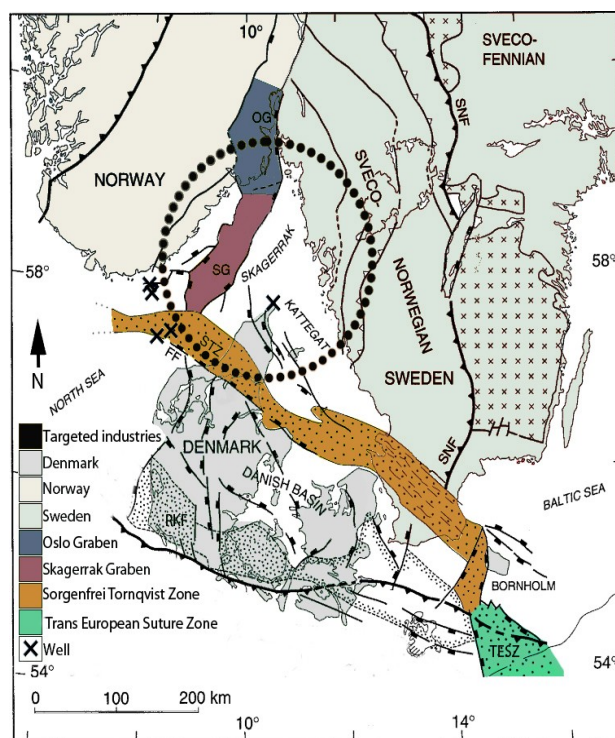 10°
SVECO-
FENNIAN
OG
SNF
NORWAY
SVECO-
58°
58°
SG
SKAGERRAK
NORWEGIAN
KATTEGAT
N
STZ
FF
SWEDEN
NORTH SEA
SNF
Targeted industries
DENMARK
Denmark
DANISH BASIN
BALTIC SEA
Norway
Sweden
RKF
Oslo Graben
Skagerrak Graben
BORNHOLM
Sorgenfrei Tornqvist Zone
Trans European Suture Zone
TESZ
Well
54°
54°
0 100 200 km
10°
14°